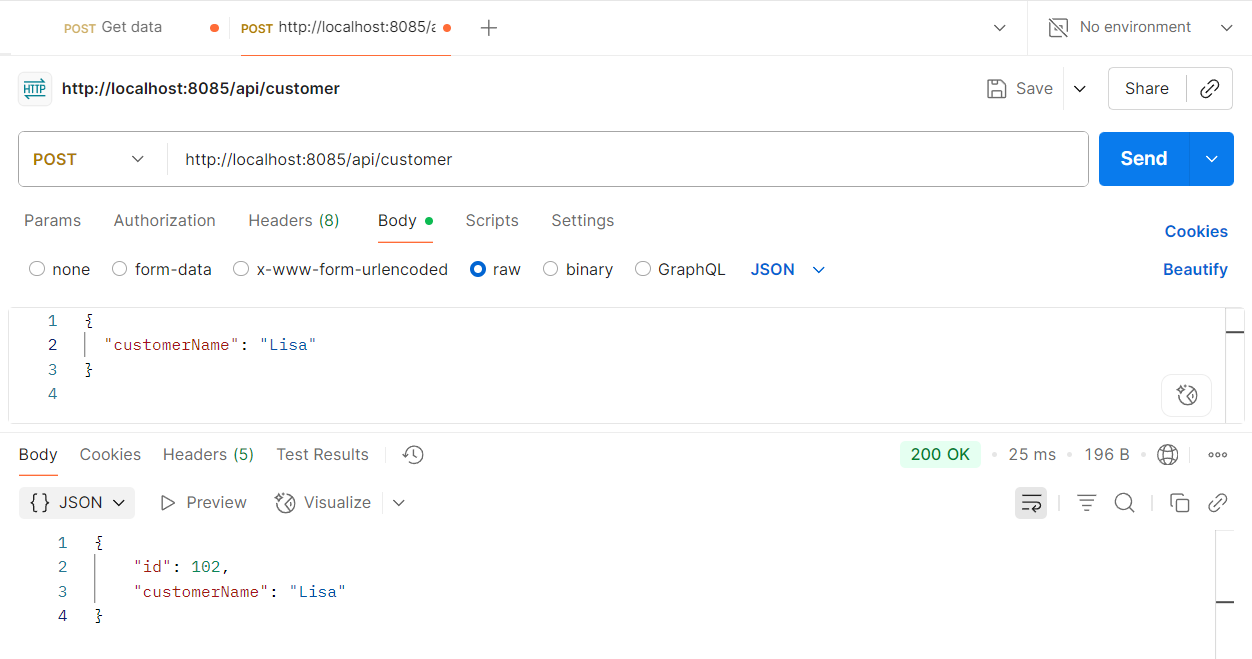 POST Get data POST http://localhost:8085/a No environment
HTTP http://localhost:8085/api/customer Save Share
POST http://localhost:8085/api/customer Send
Params Authorization Headers (8) Body Scripts Settings Cookies
none form-data x-www-form-urlencoded raw binary GraphQL JSON Beautify
1 {
2 "customerName": "Lisa"
3 }
4
Body Cookies Headers (5) Test Results 200 OK 25 ms 196 B
{} JSON Preview Visualize
1 {
2 "id": 102,
3 "customerName": "Lisa"
4 }